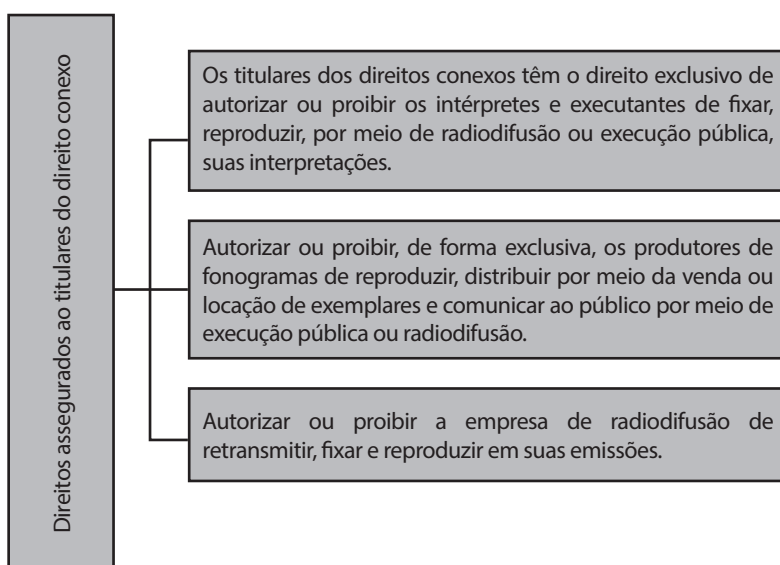 Direitos assegurados ao titulares do direito conexo
Os titulares dos direitos conexos têm o direito exclusivo de
autorizar ou proibir os intérpretes e executantes de fixar,
reproduzir, por meio de radiodifusão ou execução pública,
suas interpretações.
Autorizar ou proibir, de forma exclusiva, os produtores de
fonogramas de reproduzir, distribuir por meio da venda ou
locação de exemplares e comunicar ao público por meio de
execução pública ou radiodifusão.
Autorizar ou proibir a empresa de radiodifusão de
retransmitir, fixar e reproduzir em suas emissões.